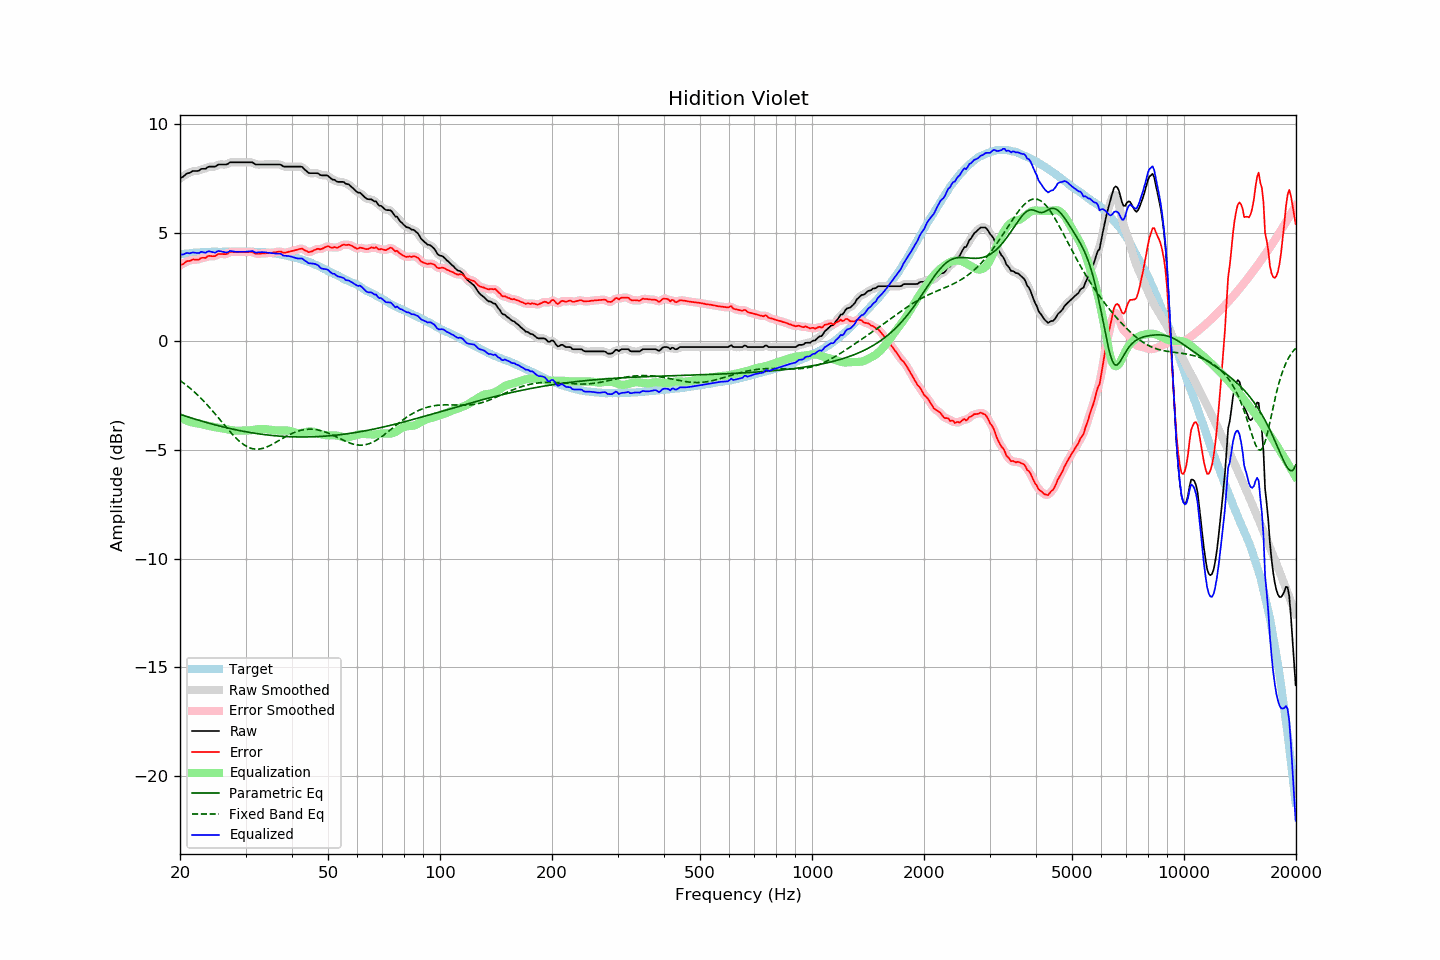 Hidition Violet
10
5
0
−5
−10
−15
−20
Amplitude (dBr)
Target
Raw Smoothed
Error Smoothed
Raw
Error
Equalization
Parametric Eq
Fixed Band Eq
Equalized
20 50 100 200 500 1000 2000 5000 10000 20000
Frequency (Hz)